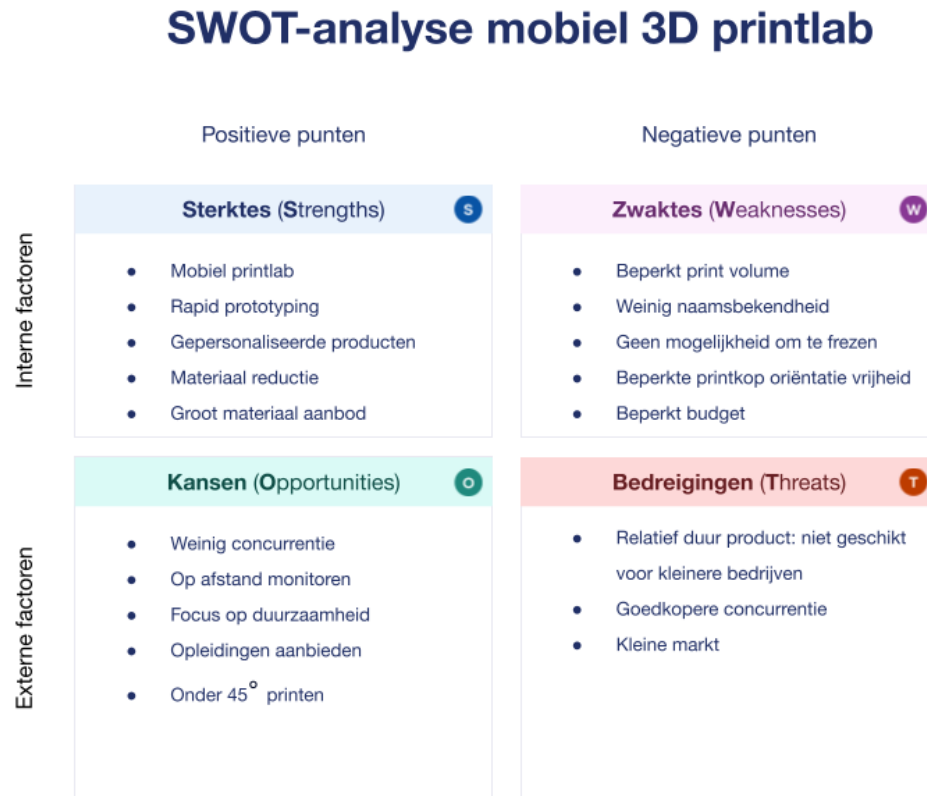 SWOT-analyse mobiel 3D printlab
Positieve punten
Negatieve punten
Interne factoren
Sterktes (Strengths)
S
Mobiel printlab
Rapid prototyping
Gepersonaliseerde producten
Materiaal reductie
Groot materiaal aanbod
Zwaktes (Weaknesses)
W
Beperkt print volume
Weinig naamsbekendheid
Geen mogelijkheid om te frezen
Beperkte printkop oriëntatie vrijheid
Beperkt budget
Externe factoren
Kansen (Opportunities)
O
Weinig concurrentie
Op afstand monitoren
Focus op duurzaamheid
Opleidingen aanbieden
Onder 45° printen
Bedreigingen (Threats)
T
Relatief duur product: niet geschikt
voor kleinere bedrijven
Goedkopere concurrentie
Kleine markt